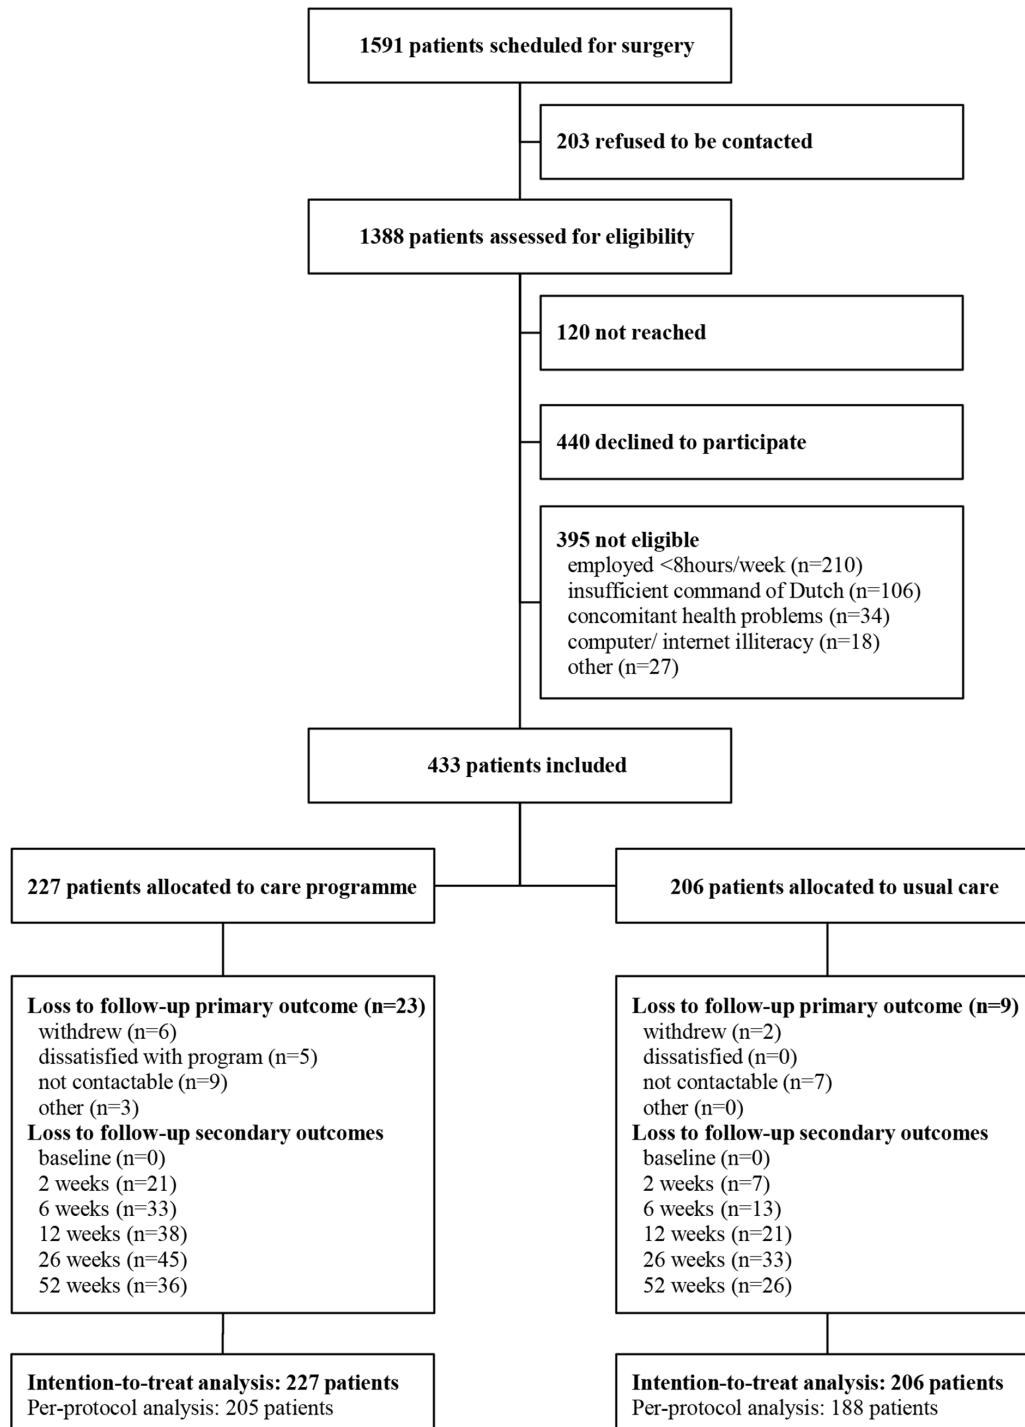 1591 patients scheduled for surgery
203 refused to be contacted
1388 patients assessed for eligibility
120 not reached
440 declined to participate
395 not eligible
employed <8hours/week (n=210)
insufficient command of Dutch (n=106)
concomitant health problems (n=34)
computer/ internet illiteracy (n=18)
other (n=27)
433 patients included
227 patients allocated to care programme
206 patients allocated to usual care
Loss to follow-up primary outcome (n=23)
withdrew (n=6)
dissatisfied with program (n=5)
not contactable (n=9)
other (n=3)
Loss to follow-up secondary outcomes
baseline (n=0)
2 weeks (n=21)
6 weeks (n=33)
12 weeks (n=38)
26 weeks (n=45)
52 weeks (n=36)
Loss to follow-up primary outcome (n=9)
withdrew (n=2)
dissatisfied (n=0)
not contactable (n=7)
other (n=0)
Loss to follow-up secondary outcomes
baseline (n=0)
2 weeks (n=7)
6 weeks (n=13)
12 weeks (n=21)
26 weeks (n=33)
52 weeks (n=26)
Intention-to-treat analysis: 227 patients
Per-protocol analysis: 205 patients
Intention-to-treat analysis: 206 patients
Per-protocol analysis: 188 patients